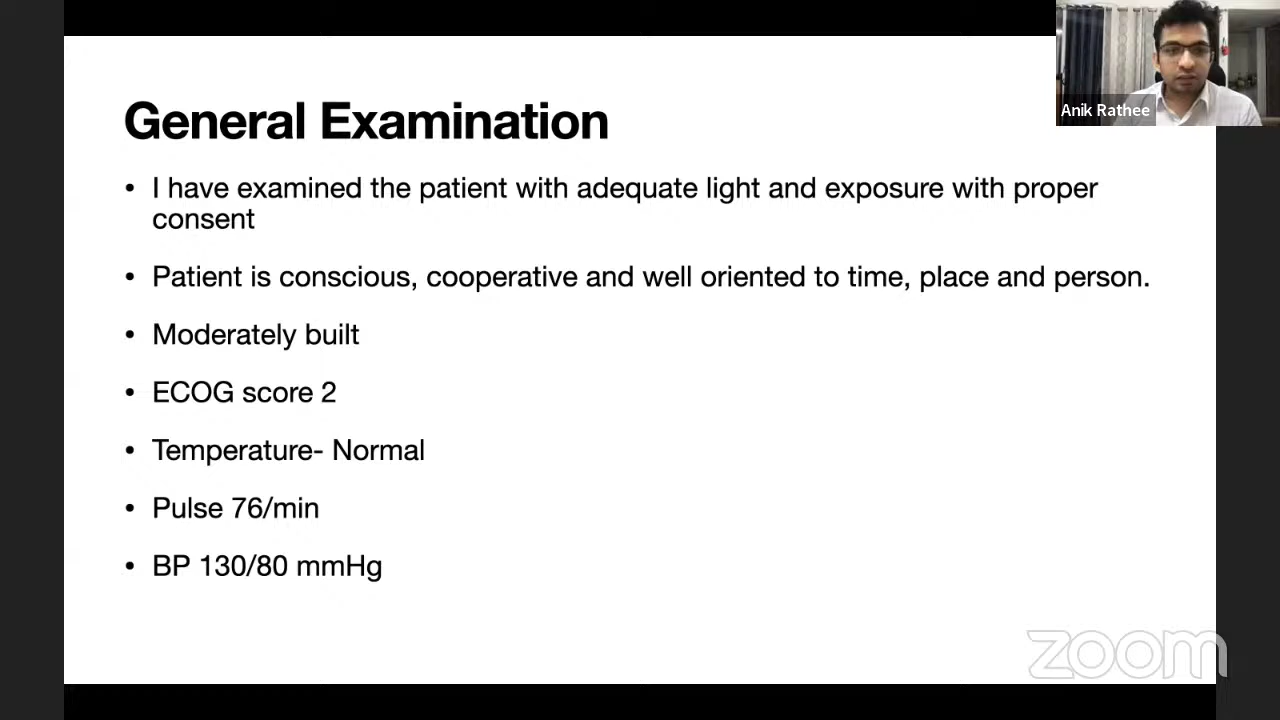 General Examination
Anik Rathee
• I have examined the patient with adequate light and exposure with proper
consent
• Patient is conscious, cooperative and well oriented to time, place and person.
• Moderately built
• ECOG score 2
• Temperature- Normal
• Pulse 76/min
• BP 130/80 mmHg
zoom